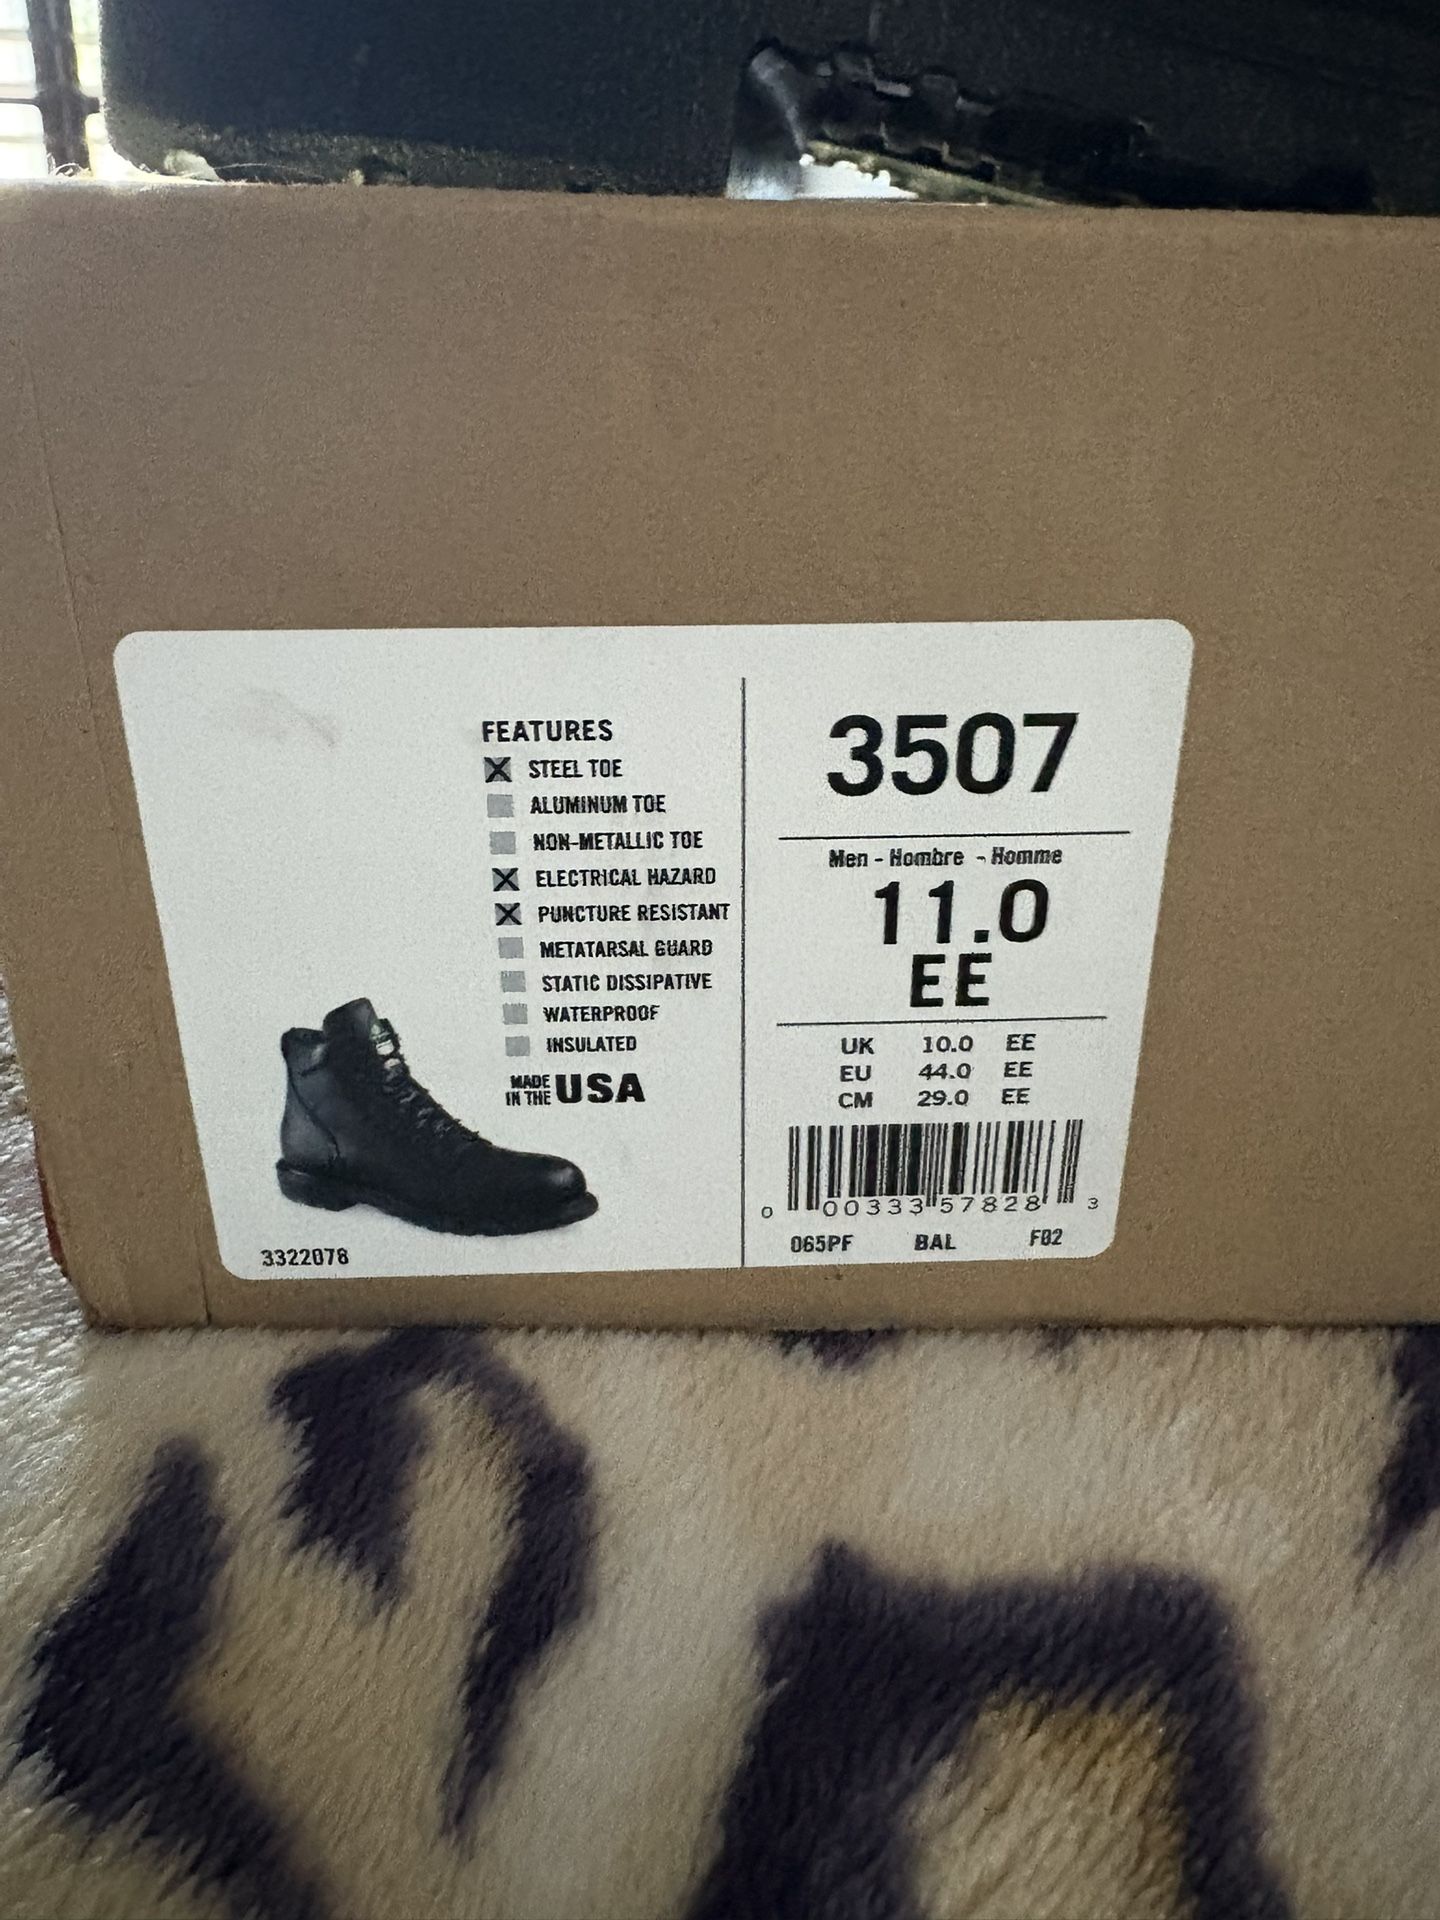 FEATURES
STEEL TOE
ALUMINUM TOE
NON-METALLIC TOE
ELECTRICAL HAZARD
PUNCTURE RESISTANT
METATARSAL GUARD
STATIC DISSIPATIVE
WATERPROOF
INSULATED
MADE IN THE USA
3322078
3507
Men - Hombre - Homme
11.0
EE
UK 10.0 EE
EU 44.0 EE
CM 29.0 EE
0 00333 57828 3
065PF BAL F02